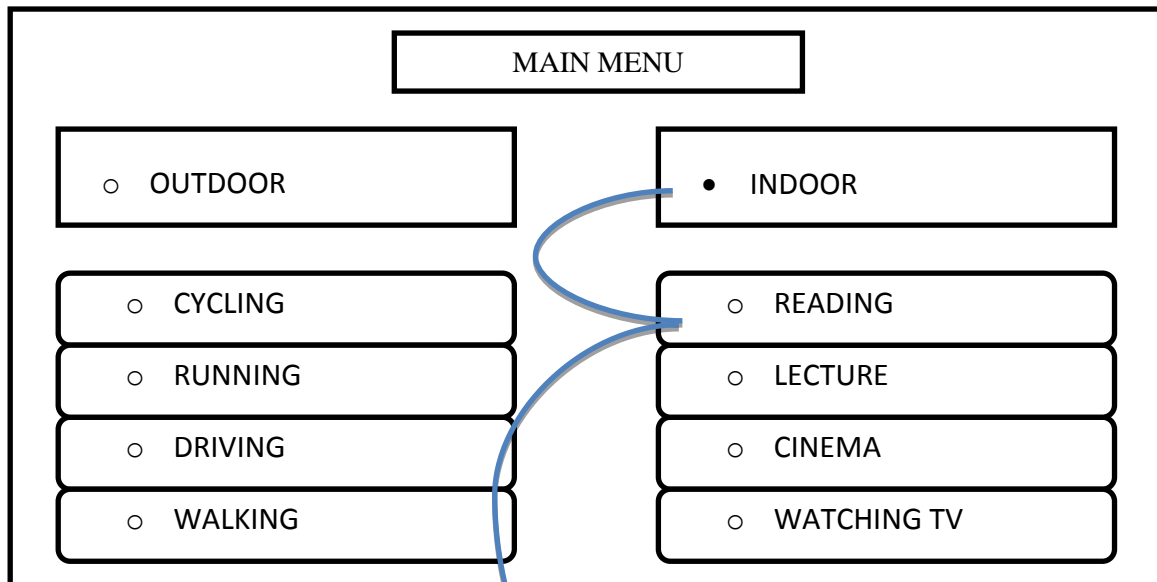 MAIN MENU
○ OUTDOOR
• INDOOR
○ CYCLING
○ RUNNING
○ DRIVING
○ WALKING
○ READING
○ LECTURE
○ CINEMA
○ WATCHING TV